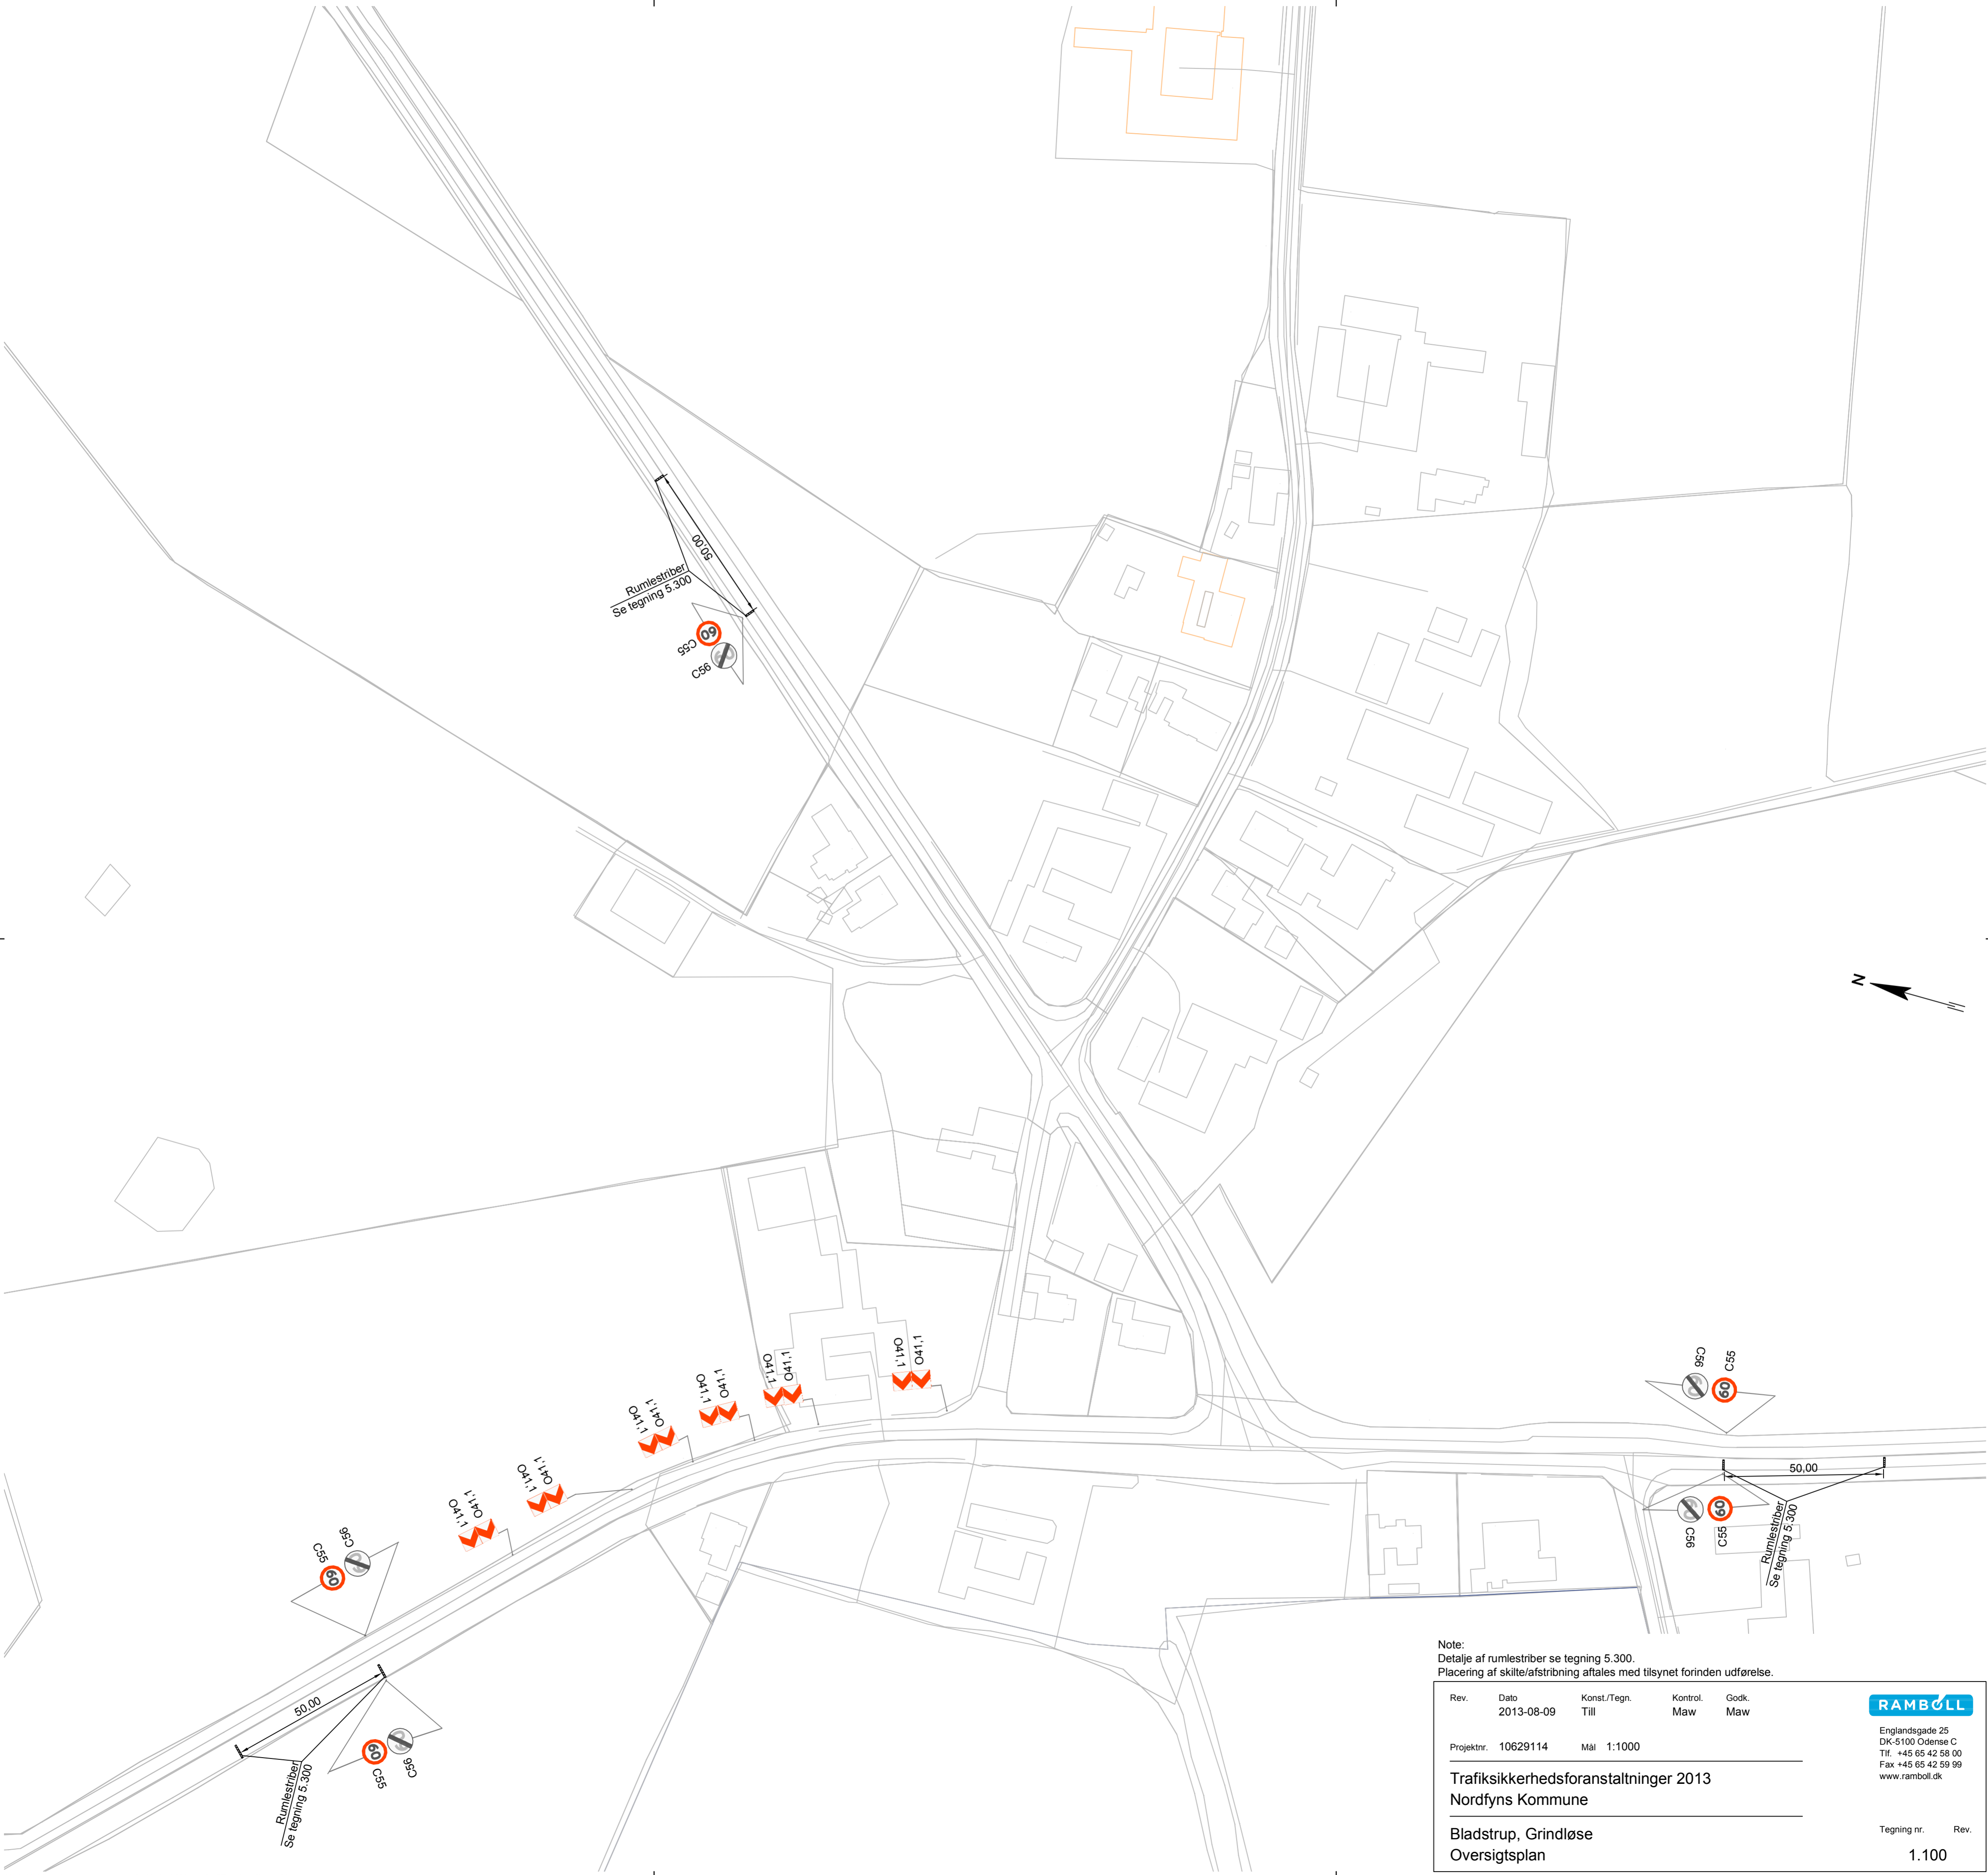 50,00
Rumlestriber
Se tegning 5.300
60
C55
C56
N
O41,1
O41,1
O41,1
O41,1
O41,1
O41,1
O41,1
O41,1
O41,1
O41,1
O41,1
O41,1
C56
C55
60
60
50,00
C56
C55
60
Rumlestriber
Se tegning 5.300
C56
C55
60
60
50,00
60
C55
C56
Rumlestriber
Se tegning 5.300
Note:
Detalje af rumlestriber se tegning 5.300.
Placering af skilte/afstribning aftales med tilsynet forinden udførelse.
Rev. Dato Konst./Tegn. Kontrol. Godk.
2013-08-09 Till Maw Maw
Projektnr. 10629114 Mål 1:1000
Trafiksikkerhedsforanstaltninger 2013
Nordfyns Kommune
Bladstrup, Grindløse
Oversigtsplan
RAMBOLL
Englandsgade 25
DK-5100 Odense C
Tlf. +45 65 42 58 00
Fax +45 65 42 59 99
www.ramboll.dk
Tegning nr. Rev.
1.100